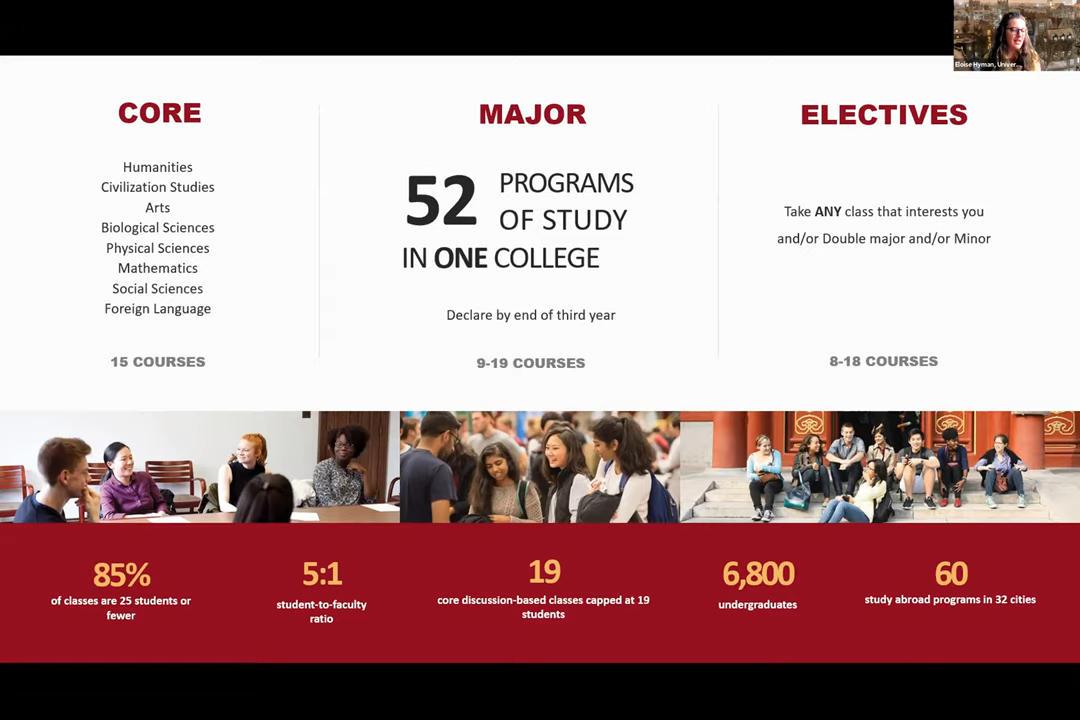 Eloise Hyman, Univer...
CORE
Humanities
Civilization Studies
Arts
Biological Sciences
Physical Sciences
Mathematics
Social Sciences
Foreign Language
15 COURSES
MAJOR
52 PROGRAMS
OF STUDY
IN ONE COLLEGE
Declare by end of third year
9-19 COURSES
ELECTIVES
Take ANY class that interests you
and/or Double major and/or Minor
8-18 COURSES
85%
of classes are 25 students or
fewer
5:1
student-to-faculty
ratio
19
core discussion-based classes capped at 19
students
6,800
undergraduates
60
study abroad programs in 32 cities